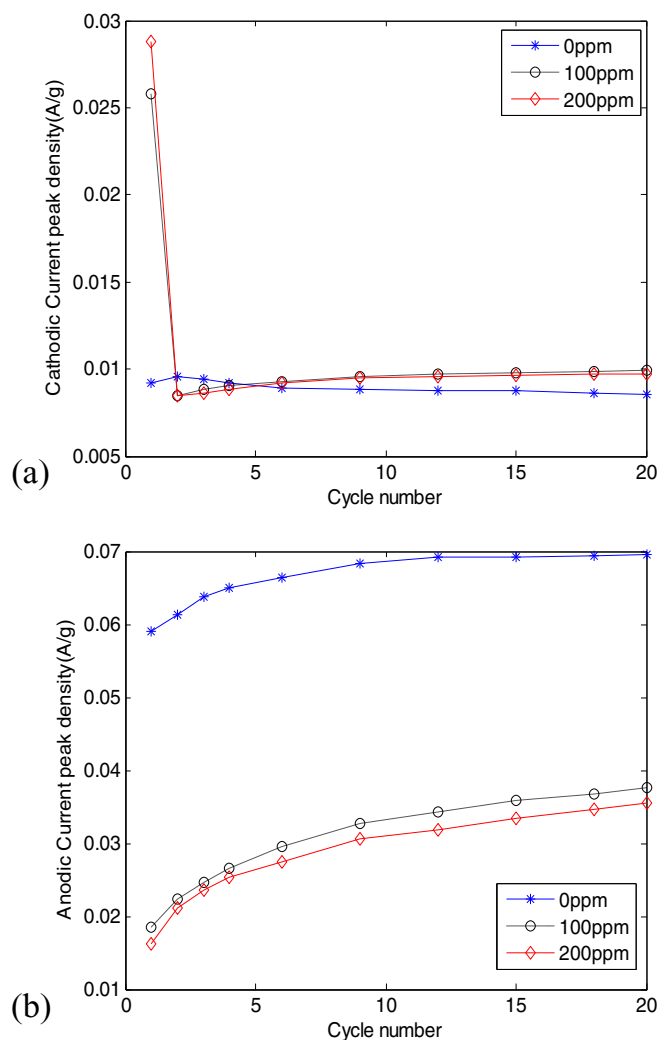 0.03
0.025
0.02
0.015
0.01
0.005
Cathodic Current peak density(A/g)
0ppm
100ppm
200ppm
0 5 10 15 20
Cycle number
(a)
0.07
0.06
0.05
0.04
0.03
0.02
0.01
Anodic Current peak density(A/g)
0ppm
100ppm
200ppm
0 5 10 15 20
Cycle number
(b)